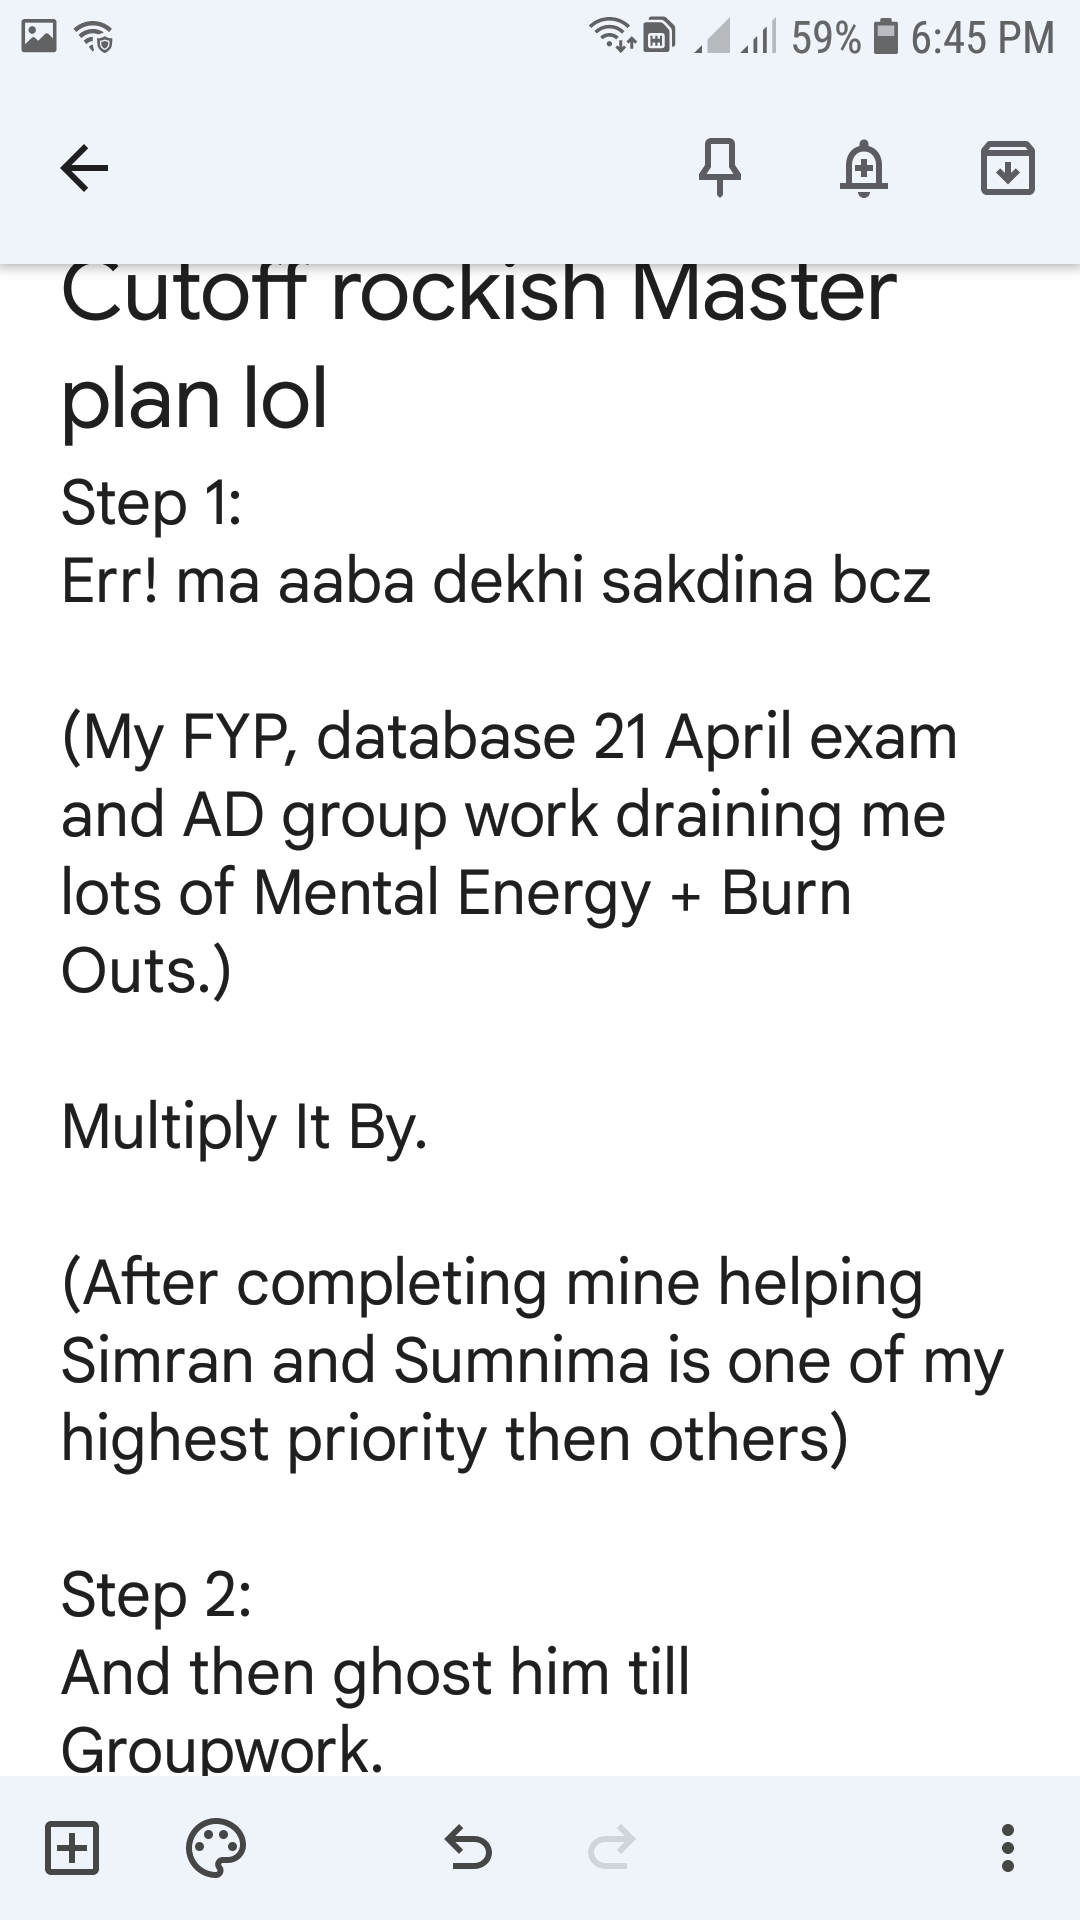 59% 6:45 PM
Cutoff rockish Master
plan lol
Step 1:
Err! ma aaba dekhi sakdina bcz
(My FYP, database 21 April exam
and AD group work draining me
lots of Mental Energy + Burn
Outs.)
Multiply It By.
(After completing mine helping
Simran and Sumnima is one of my
highest priority then others)
Step 2:
And then ghost him till
Groupwork.